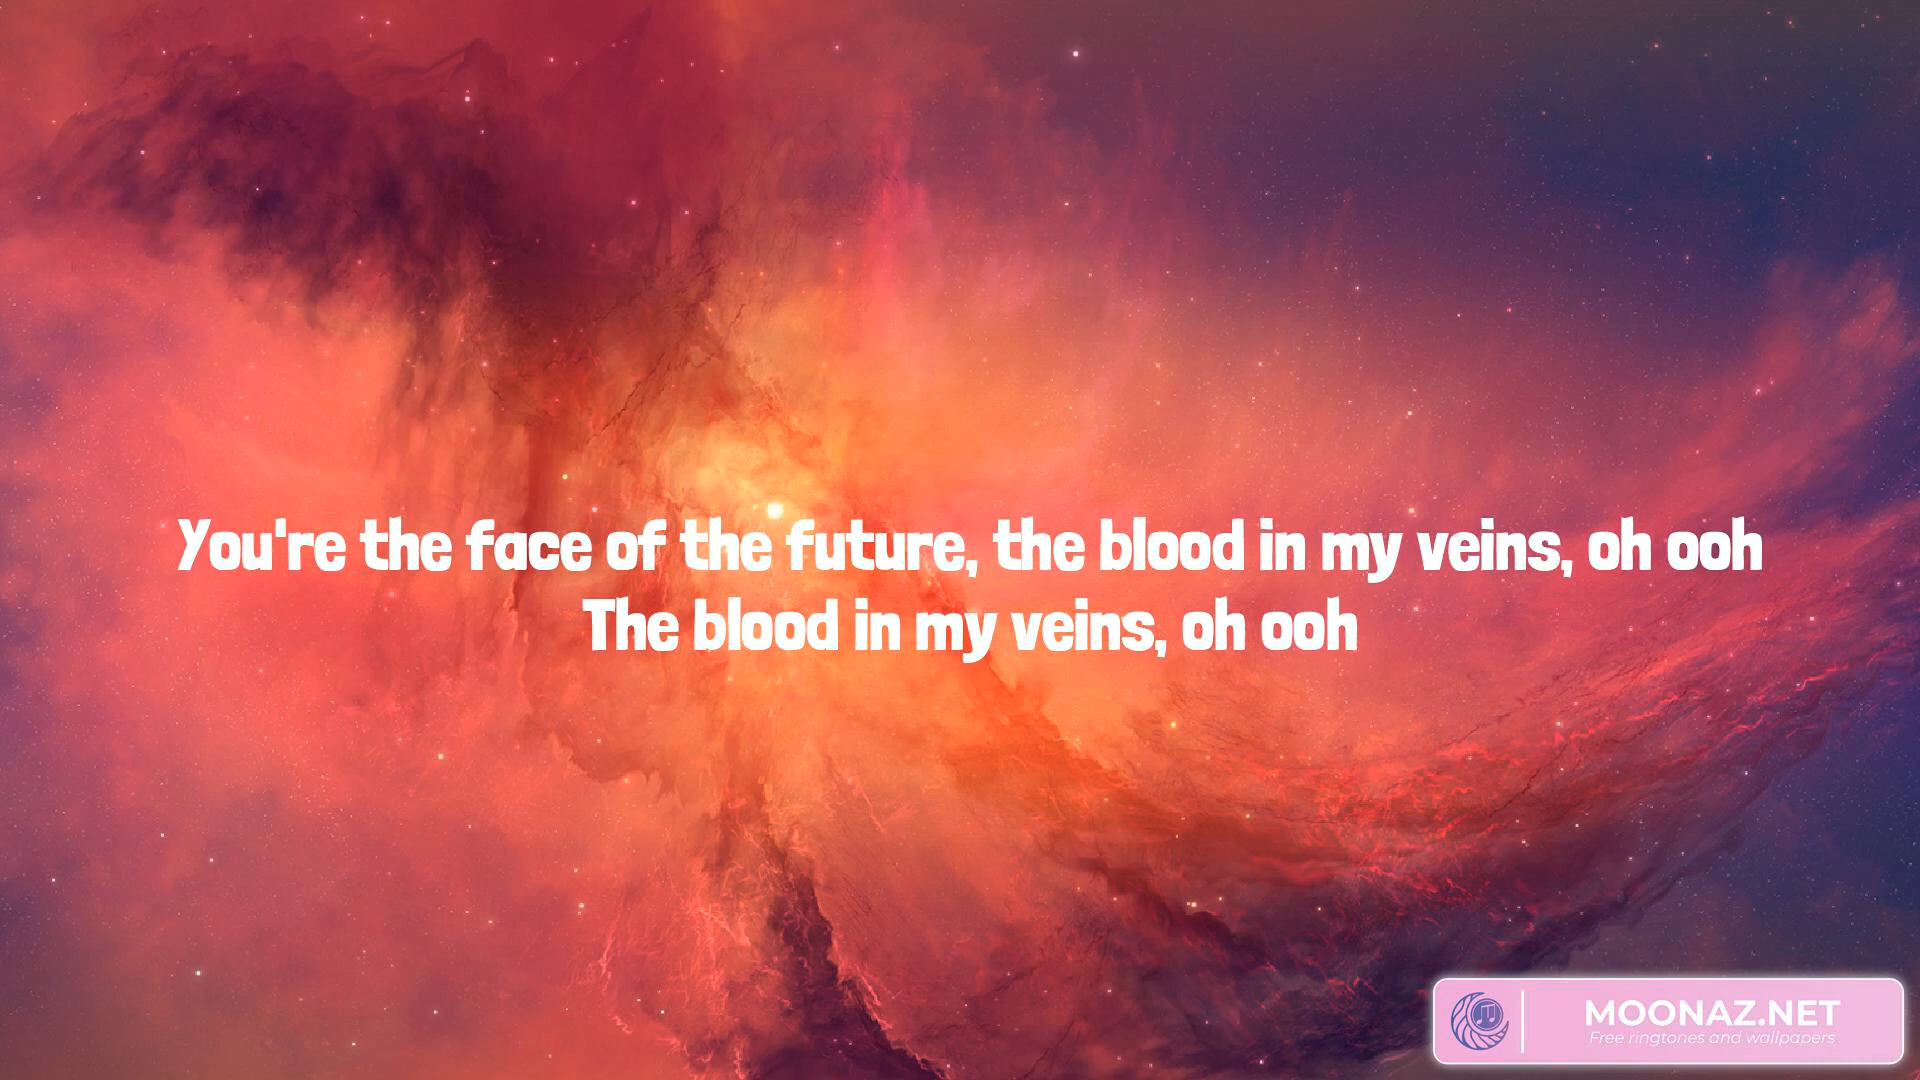 You're the face of the future, the blood in my veins, oh ooh
The blood in my veins, oh ooh
MOONAZ.NET
Free ringtones and wallpapers